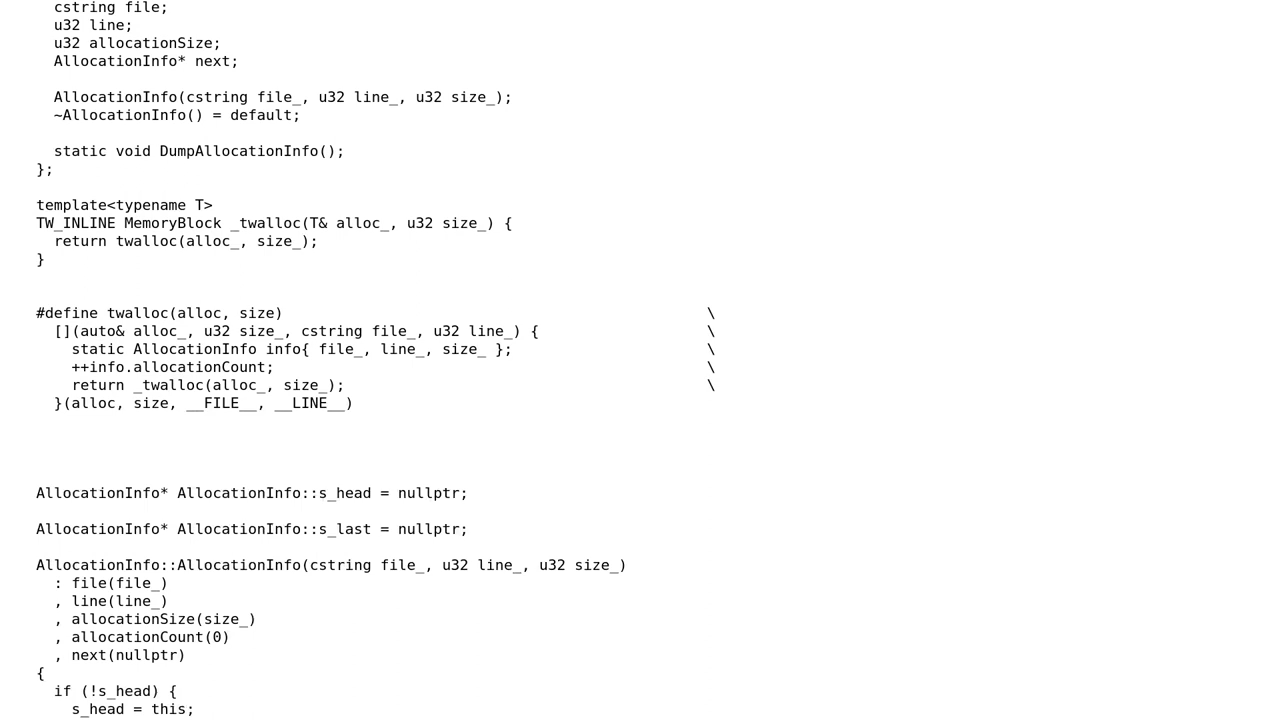 cstring file;
u32 line;
u32 allocationSize;
AllocationInfo* next;
AllocationInfo(cstring file_, u32 line_, u32 size_);
~AllocationInfo() = default;
static void DumpAllocationInfo();
};
template<typename T>
TW_INLINE MemoryBlock _twalloc(T& alloc_, u32 size_) {
return twalloc(alloc_, size_);
}
#define twalloc(alloc, size) \
[](auto& alloc_, u32 size_, cstring file_, u32 line_) { \
static AllocationInfo info{ file_, line_, size_ }; \
++info.allocationCount; \
return _twalloc(alloc_, size_); \
}(alloc, size, __FILE__, __LINE__)
AllocationInfo* AllocationInfo::s_head = nullptr;
AllocationInfo* AllocationInfo::s_last = nullptr;
AllocationInfo::AllocationInfo(cstring file_, u32 line_, u32 size_)
: file(file_)
, line(line_)
, allocationSize(size_)
, allocationCount(0)
, next(nullptr)
{
if (!s_head) {
s_head = this;